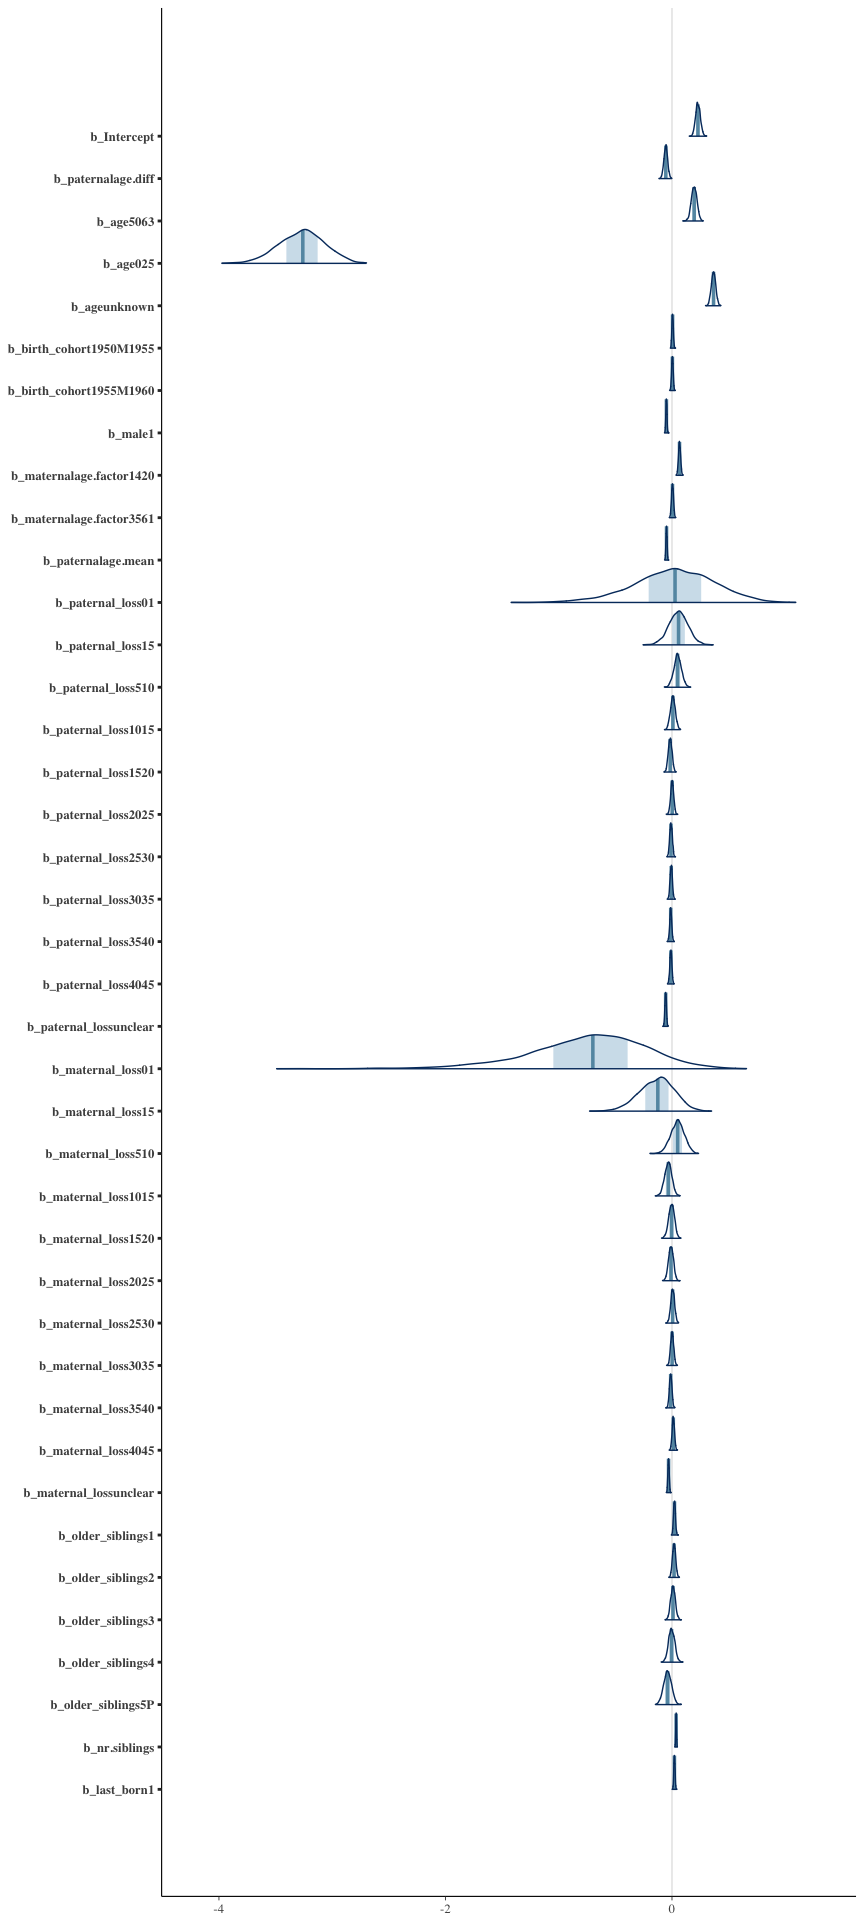 b_Intercept
b_paternalage.diff
b_age5063
b_age025
b_ageunknown
b_birth_cohort1950M1955
b_birth_cohort1955M1960
b_male1
b_maternalage.factor1420
b_maternalage.factor3561
b_paternalage.mean
b_paternal_loss01
b_paternal_loss15
b_paternal_loss510
b_paternal_loss1015
b_paternal_loss1520
b_paternal_loss2025
b_paternal_loss2530
b_paternal_loss3035
b_paternal_loss3540
b_paternal_loss4045
b_paternal_lossunclear
b_maternal_loss01
b_maternal_loss15
b_maternal_loss510
b_maternal_loss1015
b_maternal_loss1520
b_maternal_loss2025
b_maternal_loss2530
b_maternal_loss3035
b_maternal_loss3540
b_maternal_loss4045
b_maternal_lossunclear
b_older_siblings1
b_older_siblings2
b_older_siblings3
b_older_siblings4
b_older_siblings5P
b_nr.siblings
b_last_born1
-4 -2 0